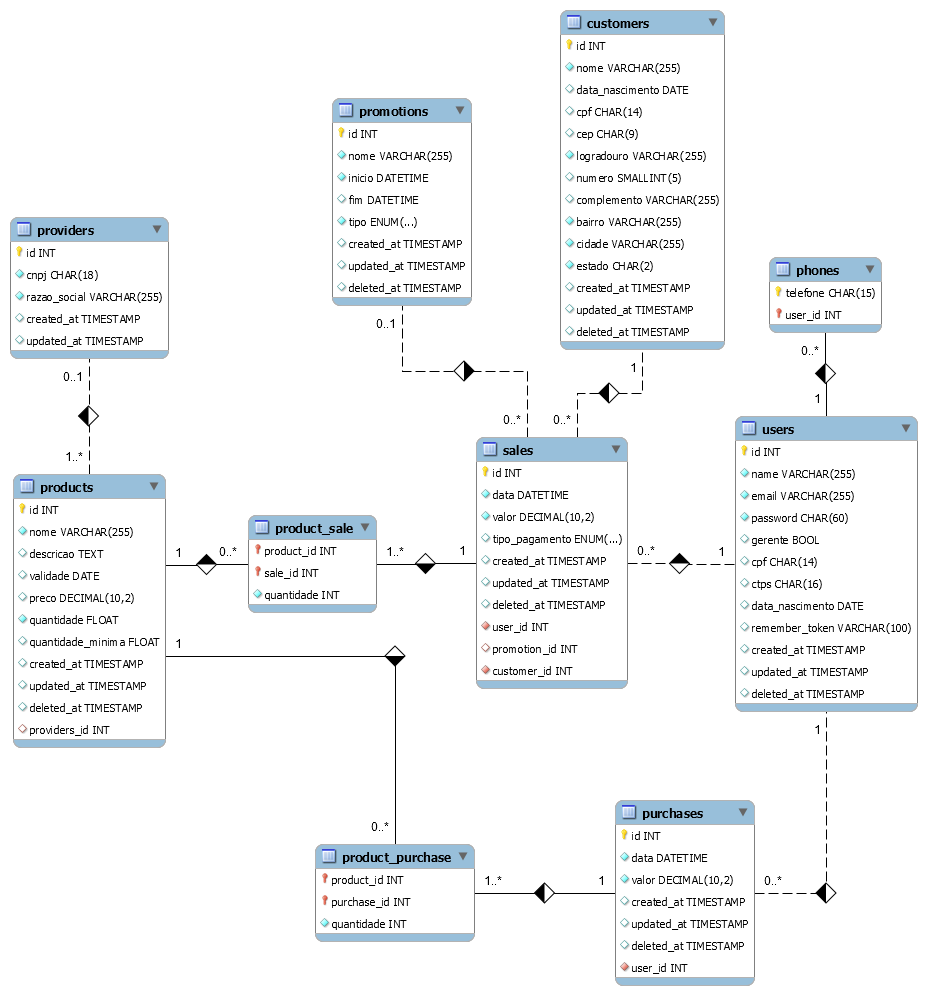 customers
id INT
nome VARCHAR(255)
data_nascimento DATE
cpf CHAR(14)
cep CHAR(9)
logradouro VARCHAR(255)
numero SMALLINT(5)
complemento VARCHAR(255)
bairro VARCHAR(255)
cidade VARCHAR(255)
estado CHAR(2)
created_at TIMESTAMP
updated_at TIMESTAMP
deleted_at TIMESTAMP
promotions
id INT
nome VARCHAR(255)
inicio DATETIME
fim DATETIME
tipo ENUM(...)
created_at TIMESTAMP
updated_at TIMESTAMP
deleted_at TIMESTAMP
providers
id INT
cnpj CHAR(18)
razao_social VARCHAR(255)
created_at TIMESTAMP
updated_at TIMESTAMP
phones
telefone CHAR(15)
user_id INT
0..1
0..*
1
0..*
0..*
1
0..1
1..*
products
id INT
nome VARCHAR(255)
descricao TEXT
validade DATE
preco DECIMAL(10,2)
quantidade FLOAT
quantidade_minima FLOAT
created_at TIMESTAMP
updated_at TIMESTAMP
deleted_at TIMESTAMP
providers_id INT
1
0..*
product_sale
product_id INT
sale_id INT
quantidade INT
1..*
1
sales
id INT
data DATETIME
valor DECIMAL(10,2)
tipo_pagamento ENUM(...)
created_at TIMESTAMP
updated_at TIMESTAMP
deleted_at TIMESTAMP
user_id INT
promotion_id INT
customer_id INT
0..*
1
users
id INT
name VARCHAR(255)
email VARCHAR(255)
password CHAR(60)
gerente BOOL
cpf CHAR(14)
ctps CHAR(16)
data_nascimento DATE
remember_token VARCHAR(100)
created_at TIMESTAMP
updated_at TIMESTAMP
deleted_at TIMESTAMP
1
0..*
1
0..*
product_purchase
product_id INT
purchase_id INT
quantidade INT
1..*
1
purchases
id INT
data DATETIME
valor DECIMAL(10,2)
created_at TIMESTAMP
updated_at TIMESTAMP
deleted_at TIMESTAMP
user_id INT